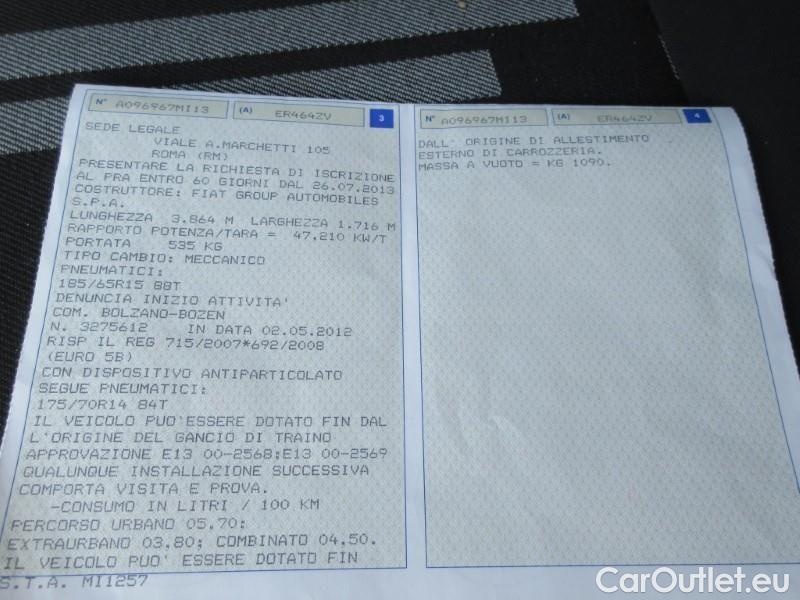 N° A096967MI13 (A) ER464ZV 3
SEDE LEGALE
VIALE A.MARCHETTI 105
ROMA (RM)
PRESENTARE LA RICHIESTA DI ISCRIZIONE
AL PRA ENTRO 60 GIORNI DAL 26.07.2013
COSTRUTTORE: FIAT GROUP AUTOMOBILES
S.P.A.
LUNGHEZZA 3.864 M LARGHEZZA 1.716 M
RAPPORTO POTENZA/TARA = 47.210 KW/T
PORTATA 535 KG
TIPO CAMBIO: MECCANICO
PNEUMATICI:
185/65R15 88T
DENUNCIA INIZIO ATTIVITA'
COM. BOLZANO-BOZEN
N. 3275612 IN DATA 02.05.2012
RISP IL REG 715/2007*692/2008
(EURO 5B)
CON DISPOSITIVO ANTIPARTICOLATO
SEGUE PNEUMATICI:
175/70R14 84T
IL VEICOLO PUO'ESSERE DOTATO FIN DAL
L'ORIGINE DEL GANCIO DI TRAINO
APPROVAZIONE E13 00-2568;E13 00-2569
QUALUNQUE INSTALLAZIONE SUCCESSIVA
COMPORTA VISITA E PROVA.
-CONSUMO IN LITRI / 100 KM
PERCORSO URBANO 05.70;
EXTRAURBANO 03.80; COMBINATO 04.50.
IL VEICOLO PUO' ESSERE DOTATO FIN
S.T.A. MI1257
N° A096967MI13 (A) ER464ZV 4
DALL' ORIGINE DI ALLESTIMENTO
ESTERNO DI CARROZZERIA.
MASSA A VUOTO = KG 1090.
CarOutlet.eu